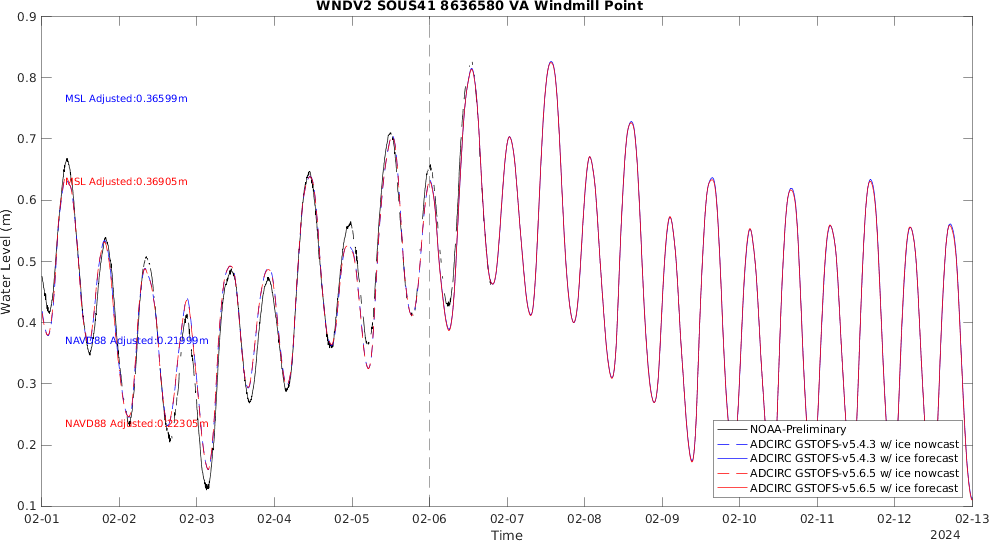 WNDV2 SOUS41 8636580 VA Windmill Point
0.9
0.8
0.7
0.6
0.5
0.4
0.3
0.2
0.1
Water Level (m)
MSL Adjusted:0.36599m
MSL Adjusted:0.36905m
NAVD88 Adjusted:0.21999m
NAVD88 Adjusted:0.22305m
NOAA-Preliminary
ADCIRC GSTOFS-v5.4.3 w/ ice nowcast
ADCIRC GSTOFS-v5.4.3 w/ ice forecast
ADCIRC GSTOFS-v5.6.5 w/ ice nowcast
ADCIRC GSTOFS-v5.6.5 w/ ice forecast
02-01 02-02 02-03 02-04 02-05 02-06 02-07 02-08 02-09 02-10 02-11 02-12 02-13
Time
2024